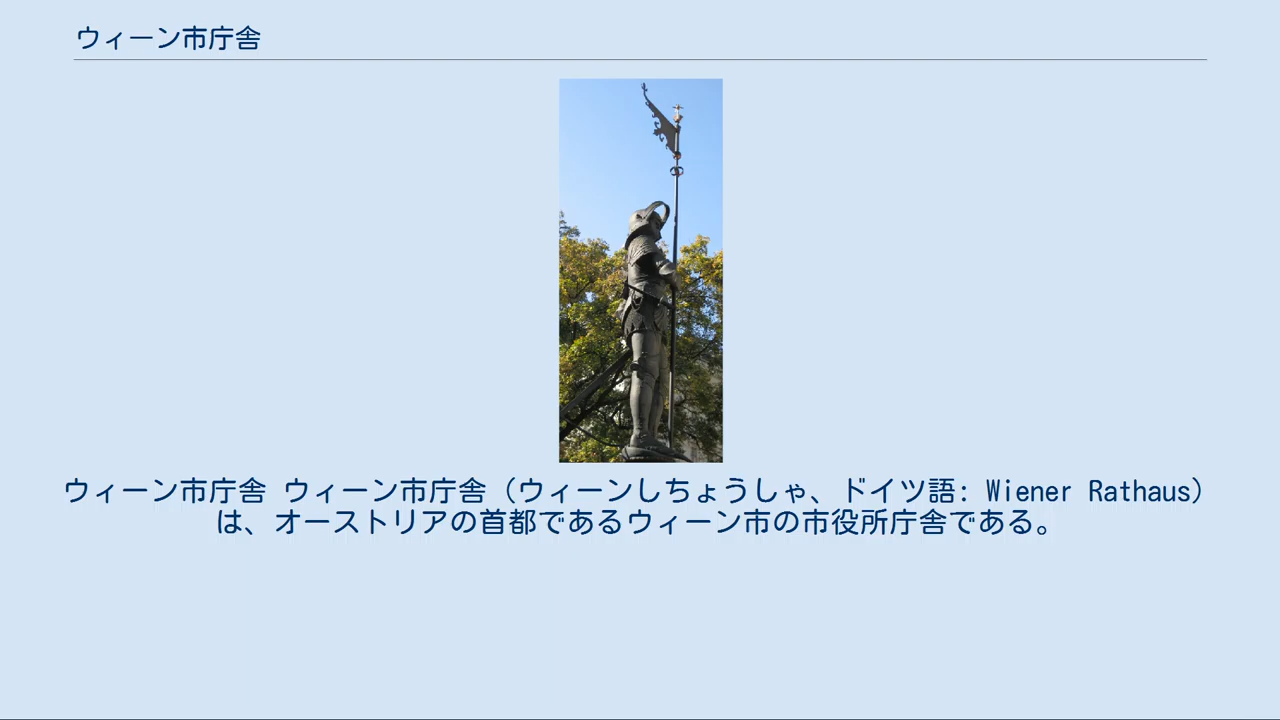 ウィーン市庁舎
ウィーン市庁舎 ウィーン市庁舎（ウィーンしちょうしゃ、ドイツ語: Wiener Rathaus）
は、オーストリアの首都であるウィーン市の市役所庁舎である。